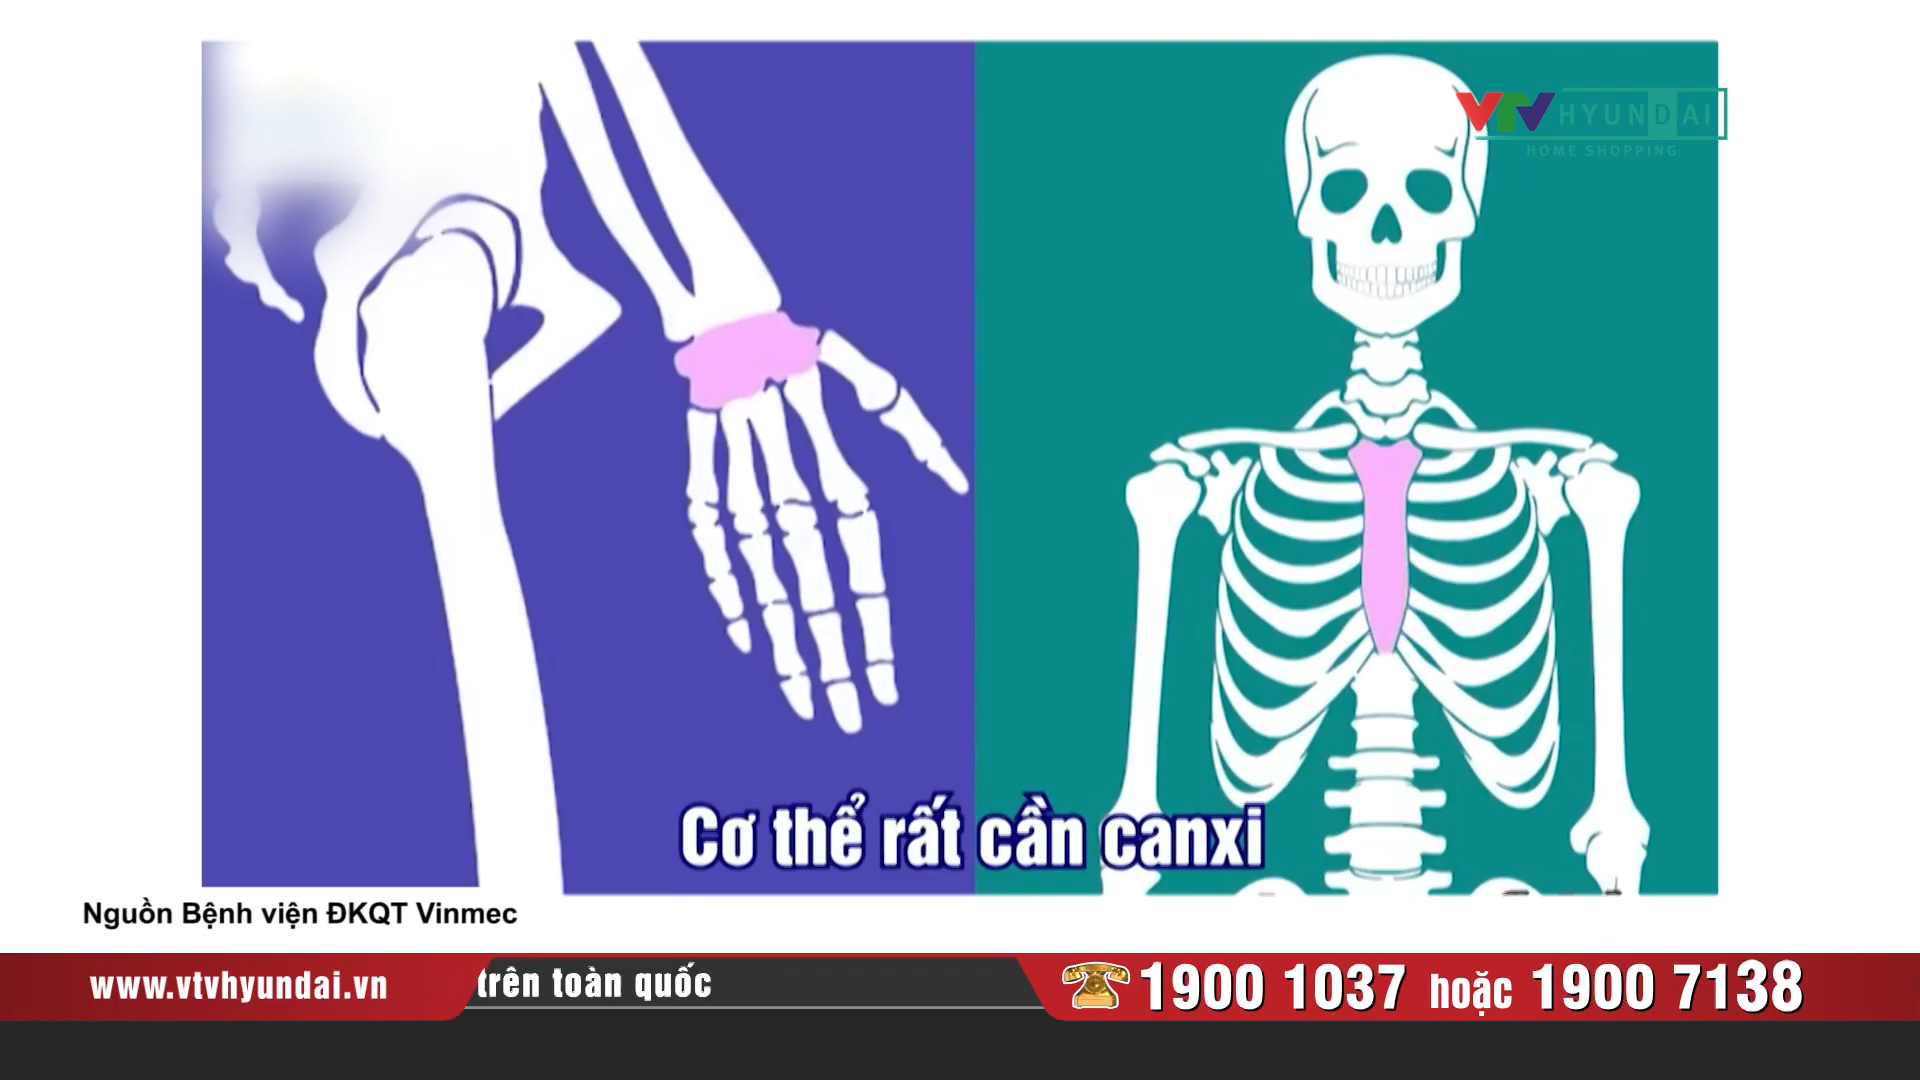 VTV HYUNDAI
HOME SHOPPING
Cơ thể rất cần canxi
Nguồn Bệnh viện ĐKQT Vinmec
www.vtvhyundai.vn
trên toàn quốc
1900 1037 hoặc 1900 7138